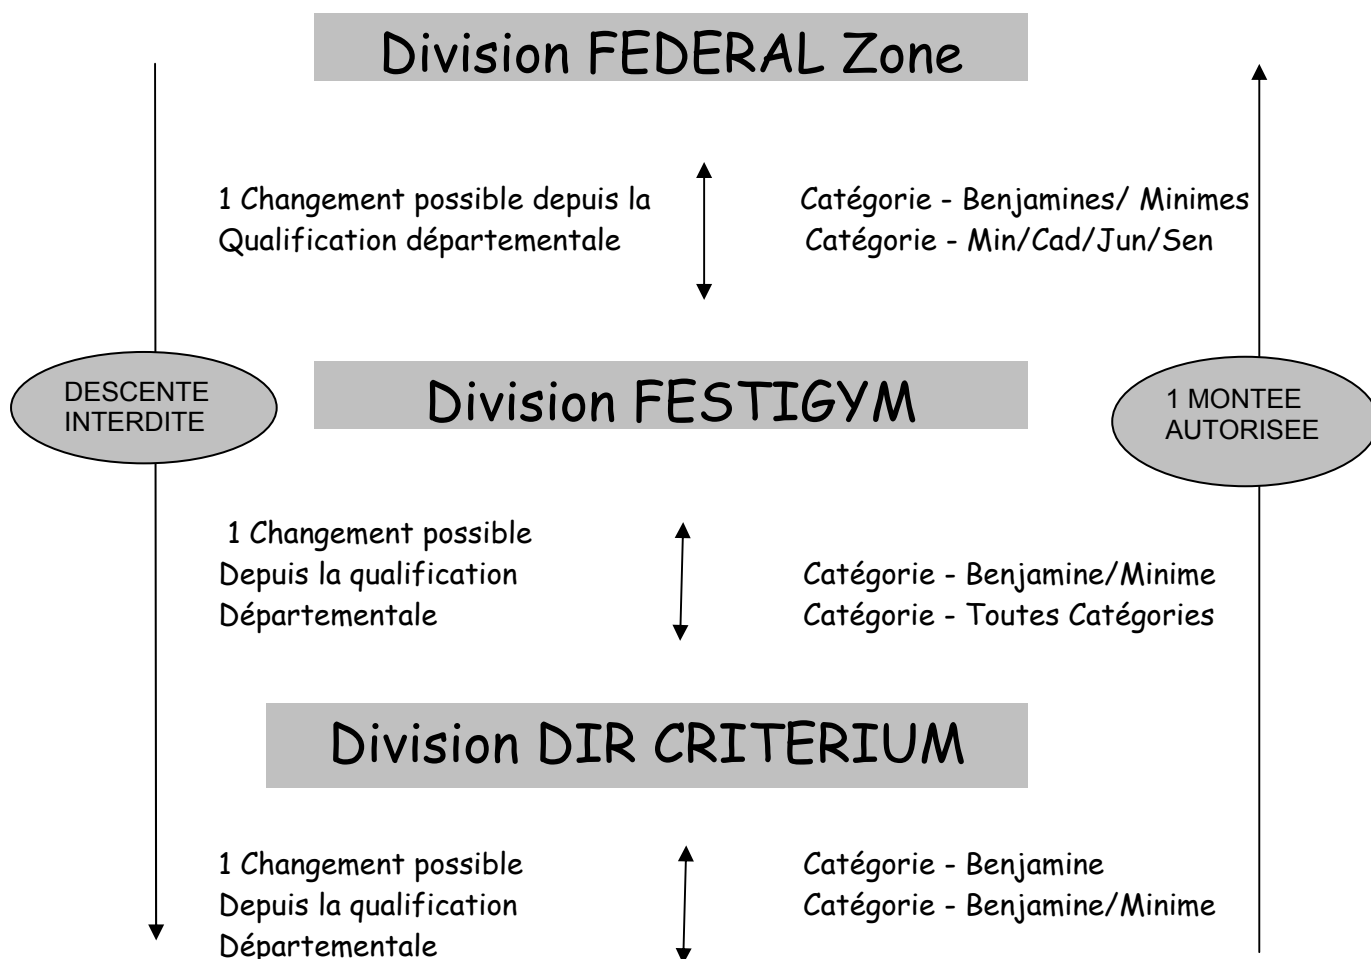 Division FEDERAL Zone
1 Changement possible depuis la
Qualification départementale
Catégorie - Benjamines/ Minimes
Catégorie - Min/Cad/Jun/Sen
DESCENTE
INTERDITE
Division FESTIGYM
1 MONTEE
AUTORISEE
1 Changement possible
Depuis la qualification
Départementale
Catégorie - Benjamine/Minime
Catégorie - Toutes Catégories
Division DIR CRITERIUM
1 Changement possible
Depuis la qualification
Départementale
Catégorie - Benjamine
Catégorie - Benjamine/Minime